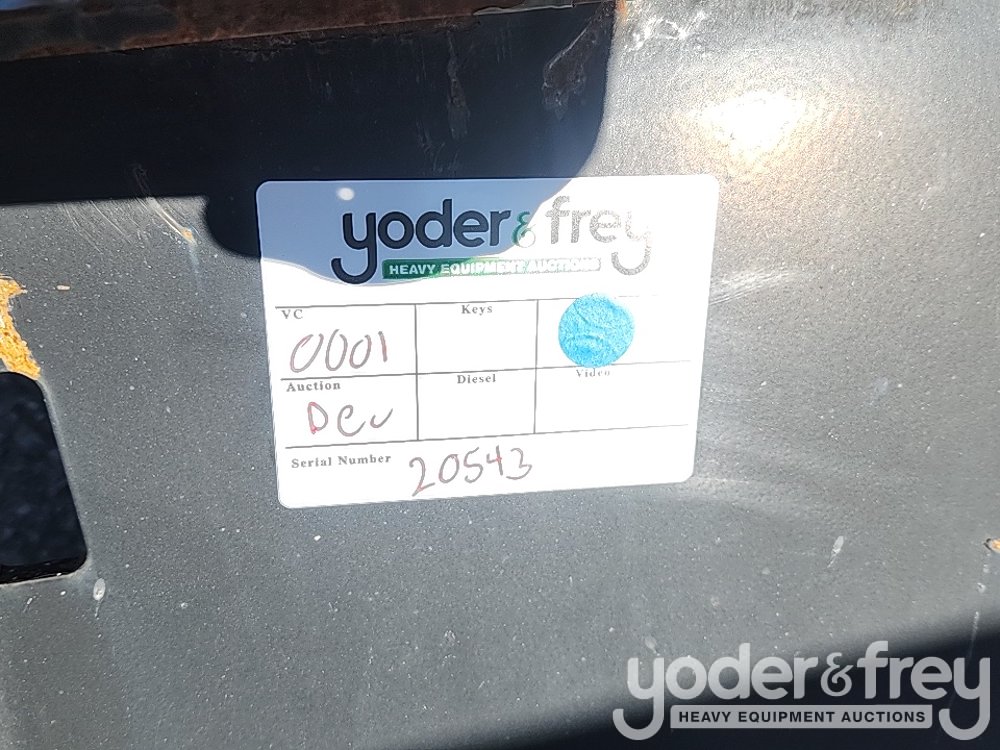 yoder & frey
HEAVY EQUIPMENT AUCTIONS
VC Keys
0001
Auction Diesel Video
Dec
Serial Number 20543
yoder & frey
HEAVY EQUIPMENT AUCTIONS